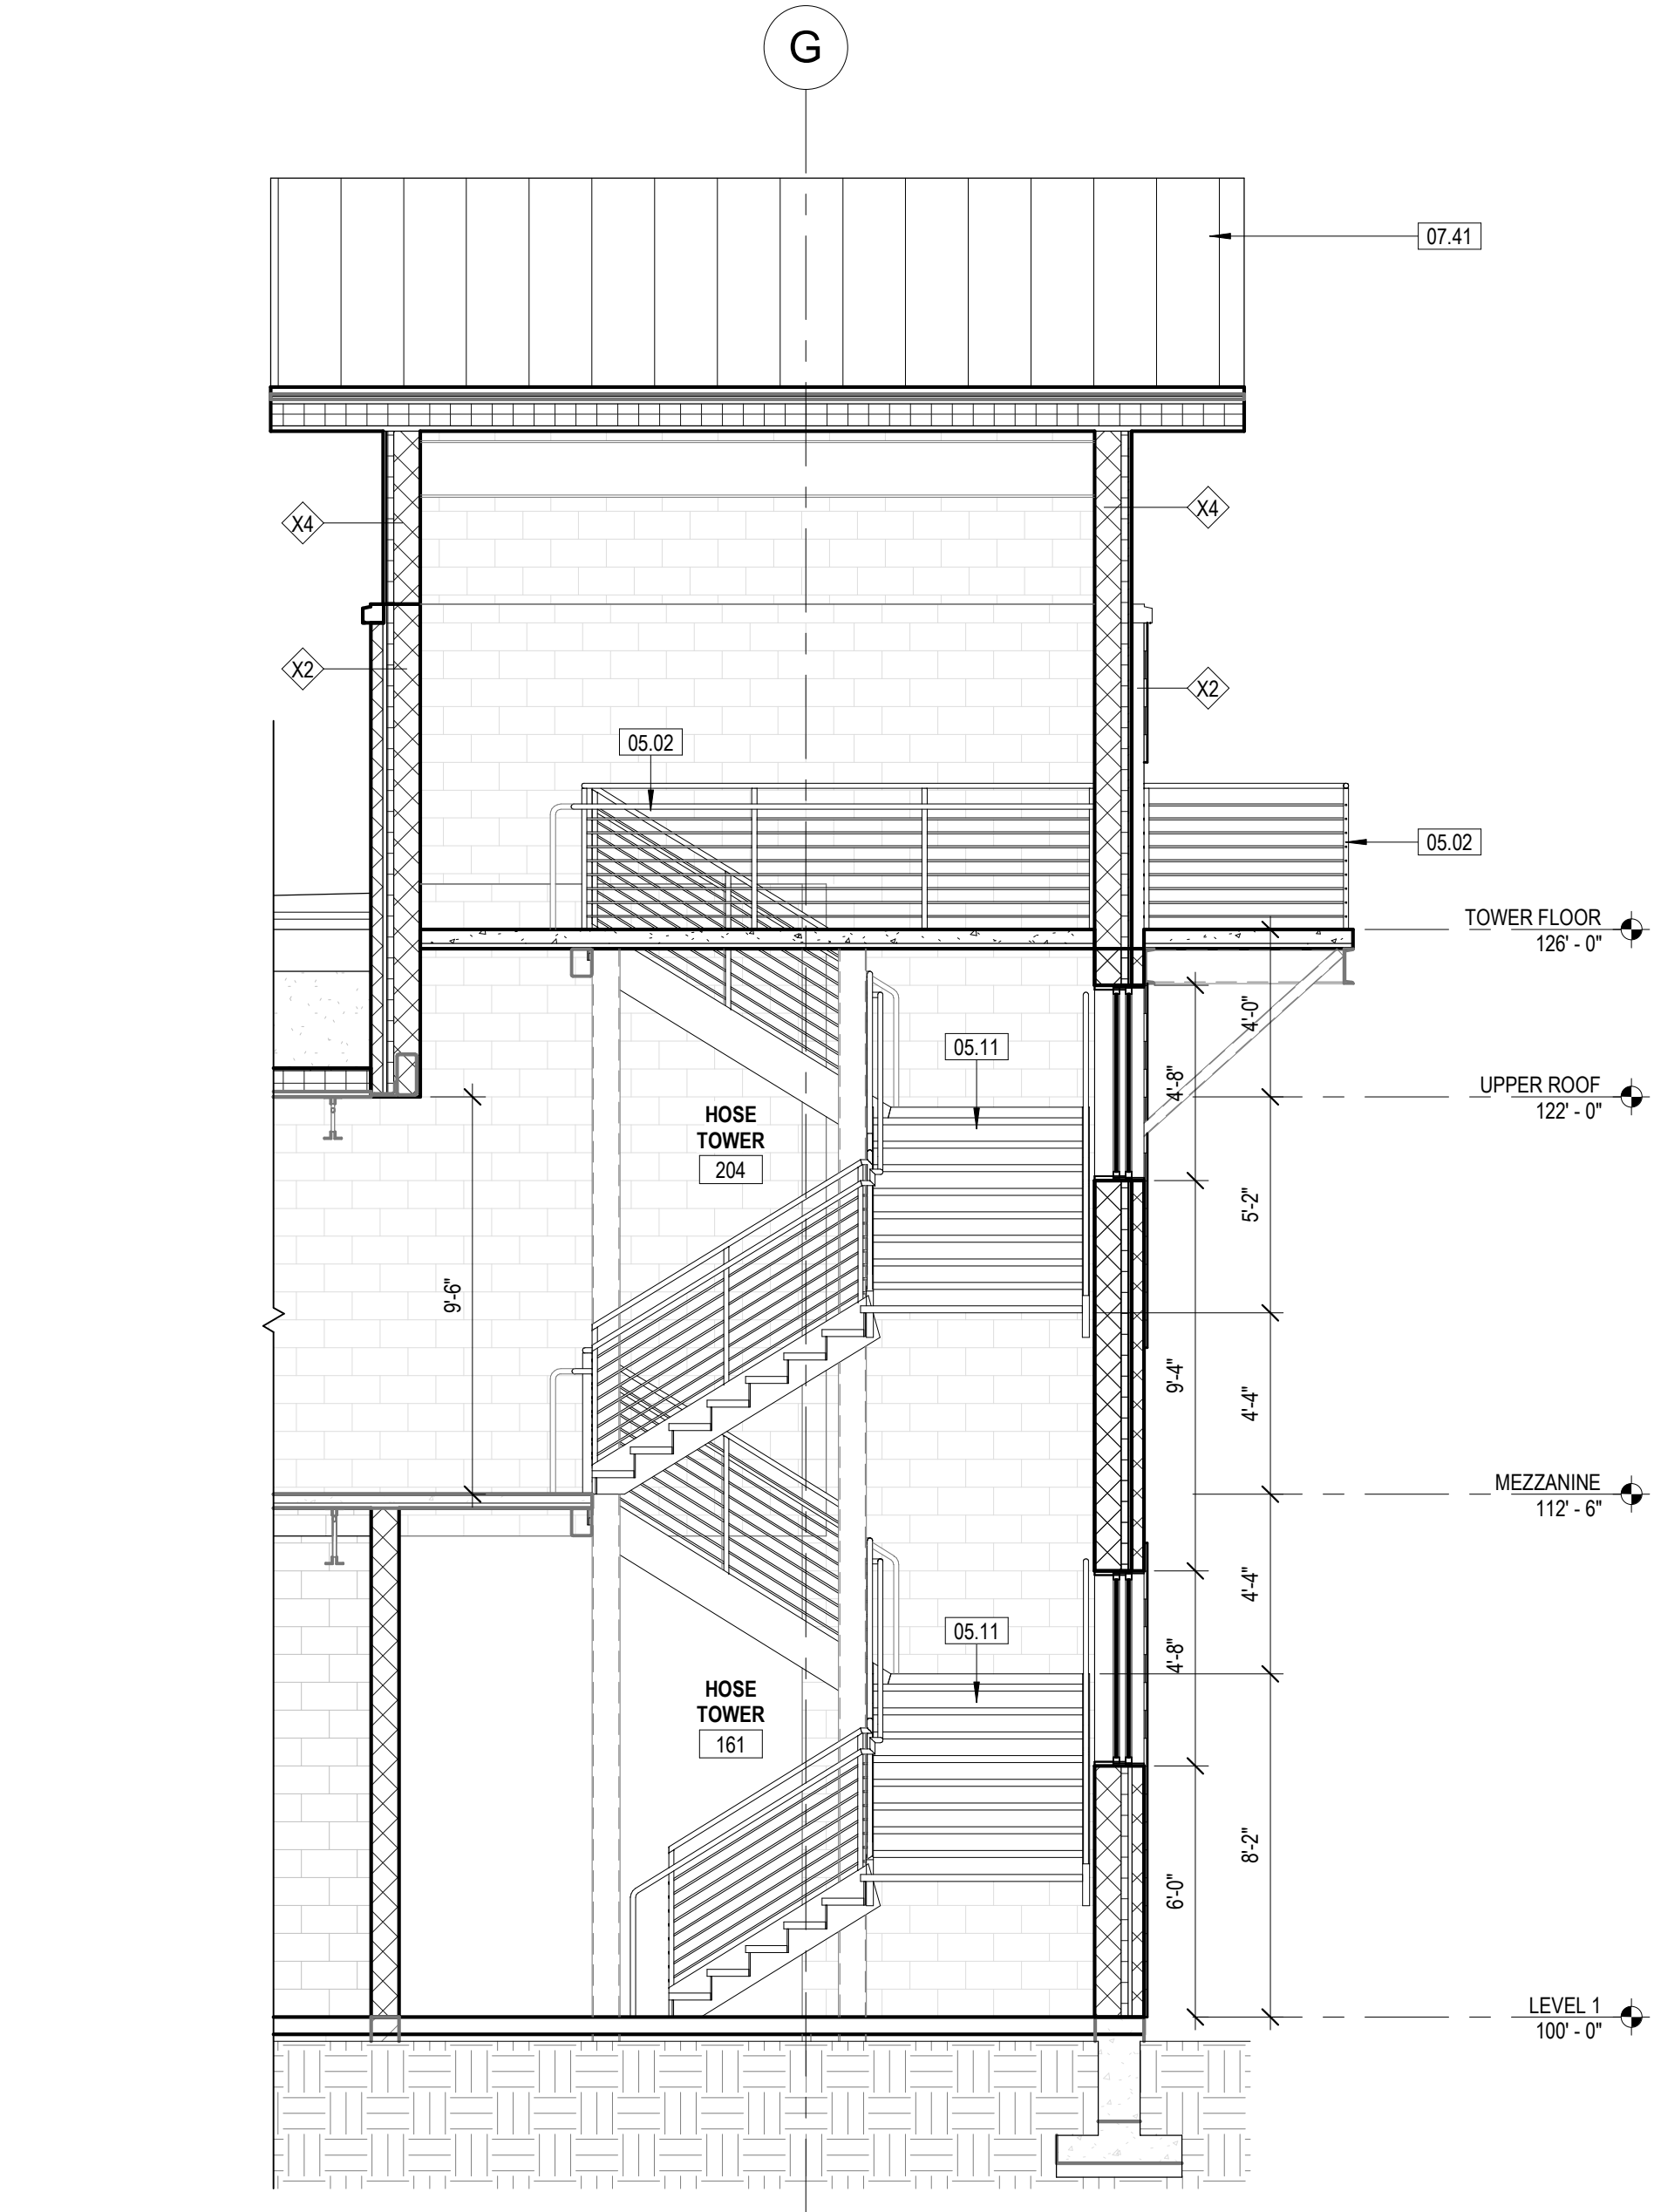 G
07.41
X4
X4
X2
X2
05.02
05.02
TOWER FLOOR
126' - 0"
4'-0"
05.11
4'-8"
UPPER ROOF
122' - 0"
HOSE
TOWER
204
5'-2"
9'-6"
9'-4"
4'-4"
MEZZANINE
112' - 6"
4'-4"
05.11
4'-8"
HOSE
TOWER
161
8'-2"
6'-0"
LEVEL 1
100' - 0"